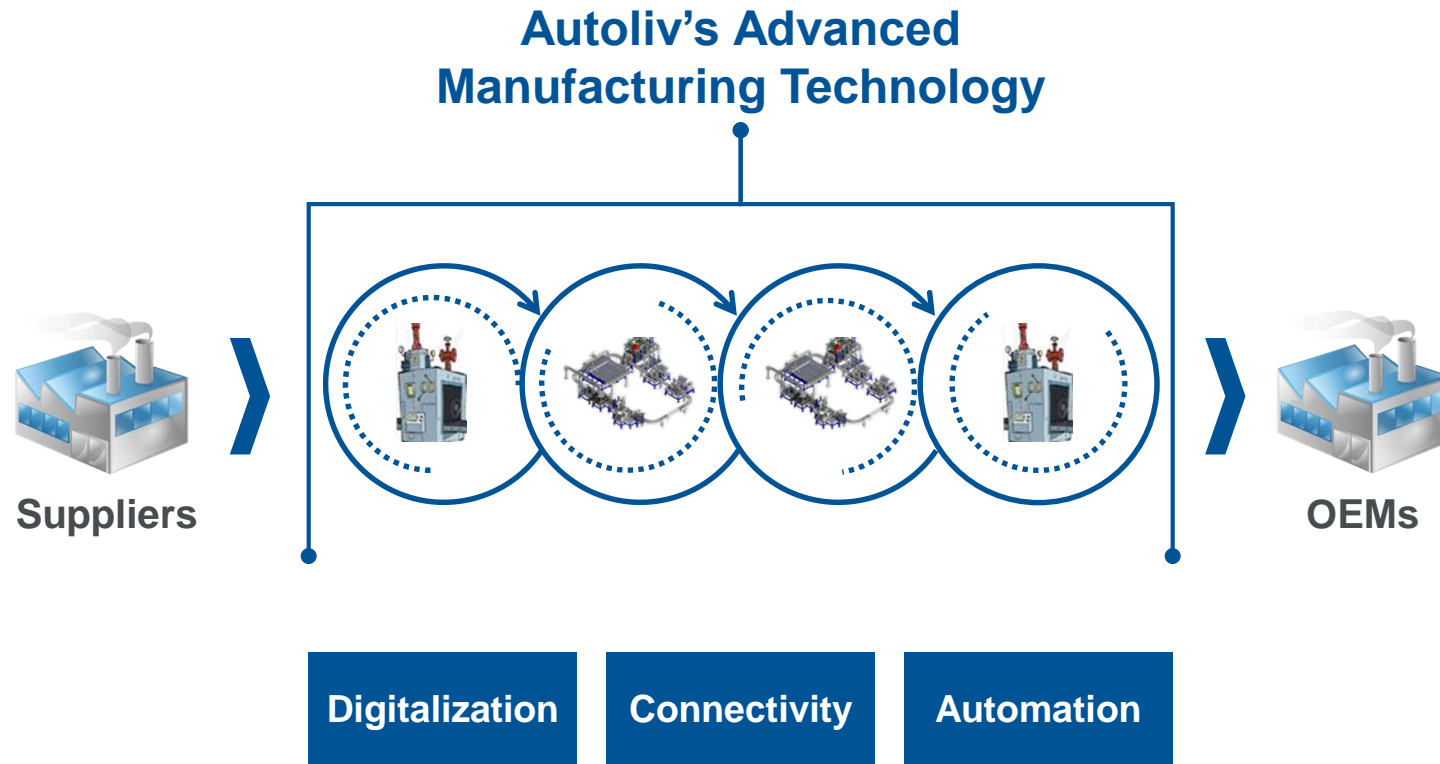 Autoliv’s Advanced
Manufacturing Technology
Suppliers
OEMs
Digitalization
Connectivity
Automation